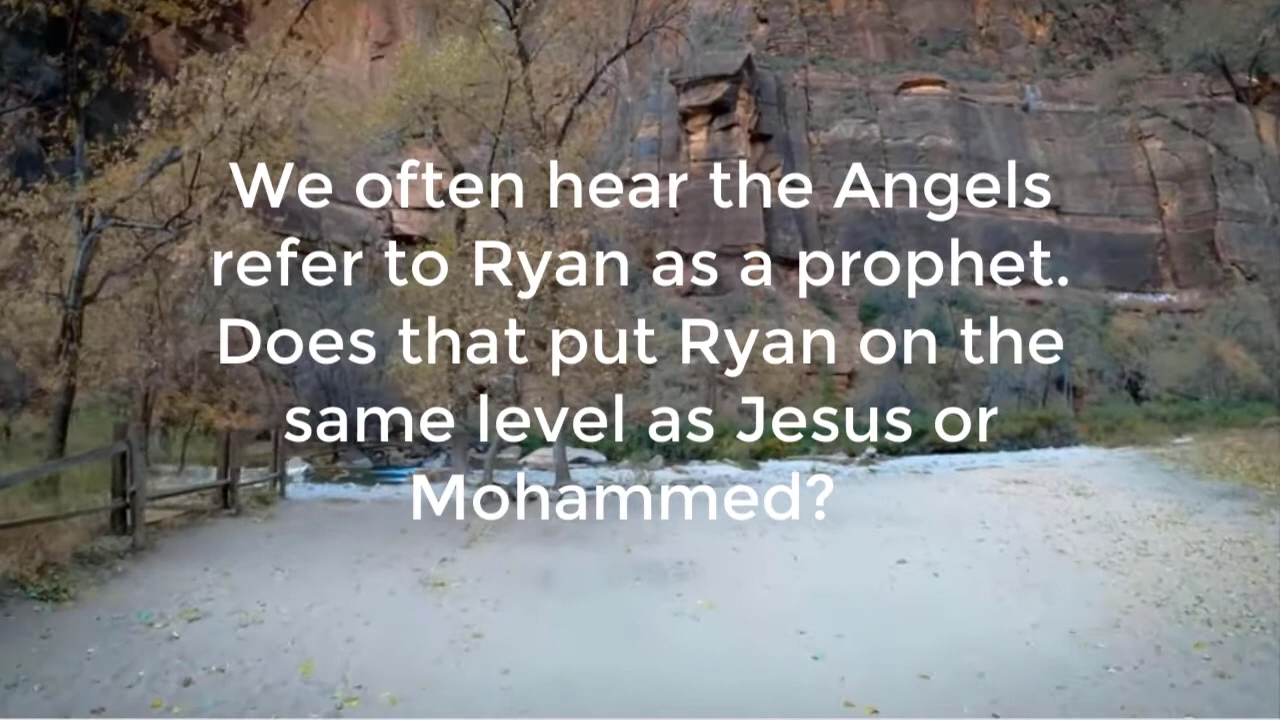 We often hear the Angels
refer to Ryan as a prophet.
Does that put Ryan on the
same level as Jesus or
Mohammed?